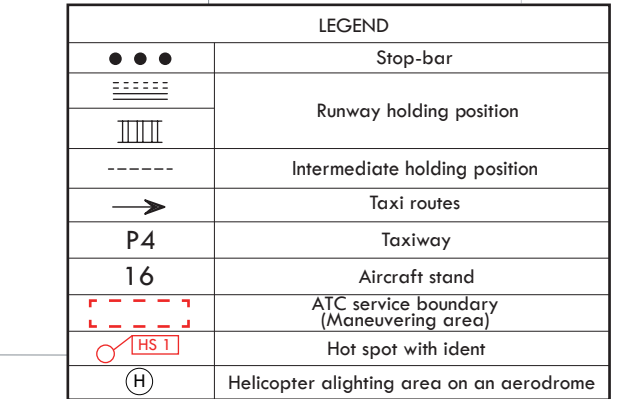 LEGEND
Stop-bar
Runway holding position
Intermediate holding position
Taxi routes
P4 Taxiway
16 Aircraft stand
ATC service boundary
(Maneuvering area)
HS 1 Hot spot with ident
H Helicopter alighting area on an aerodrome